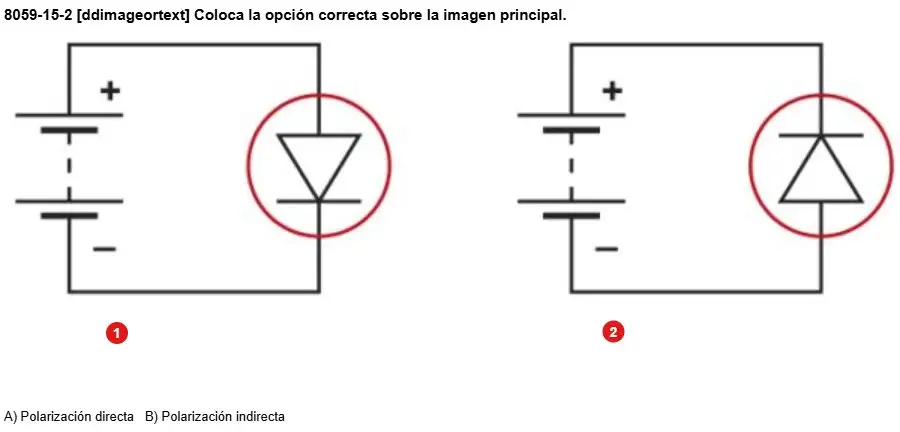 8059-15-2 [ddimageortext] Coloca la opción correcta sobre la imagen principal.
+ +
− −
1 2
A) Polarización directa B) Polarización indirecta